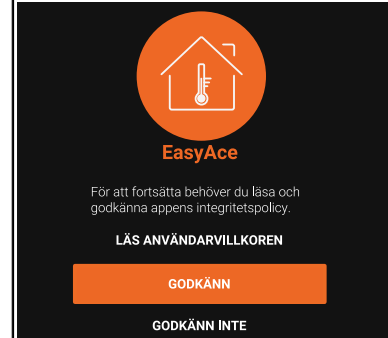 EasyAce
För att fortsätta behöver du läsa och
godkänna appens integritetspolicy.
LÄS ANVÄNDARVILLKOREN
GODKÄNN
GODKÄNN INTE